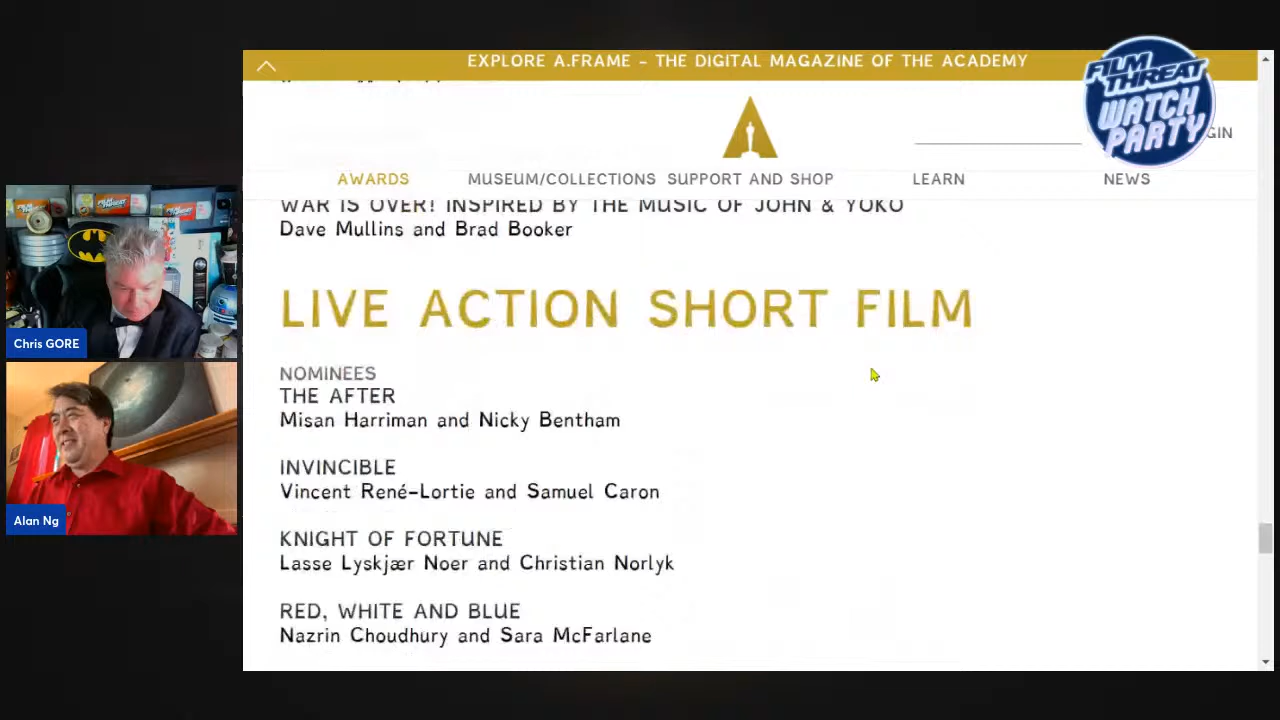 EXPLORE A.FRAME - THE DIGITAL MAGAZINE OF THE ACADEMY
FILM
THREAT
WATCH
PARTY
GIN
AWARDS
MUSEUM/COLLECTIONS
SUPPORT AND SHOP
LEARN
NEWS
WAR IS OVER! INSPIRED BY THE MUSIC OF JOHN & YOKO
Dave Mullins and Brad Booker
LIVE ACTION SHORT FILM
NOMINEES
THE AFTER
Misan Harriman and Nicky Bentham
INVINCIBLE
Vincent René-Lortie and Samuel Caron
KNIGHT OF FORTUNE
Lasse Lyskjær Noer and Christian Norlyk
RED, WHITE AND BLUE
Nazrin Choudhury and Sara McFarlane
Chris GORE
Alan Ng